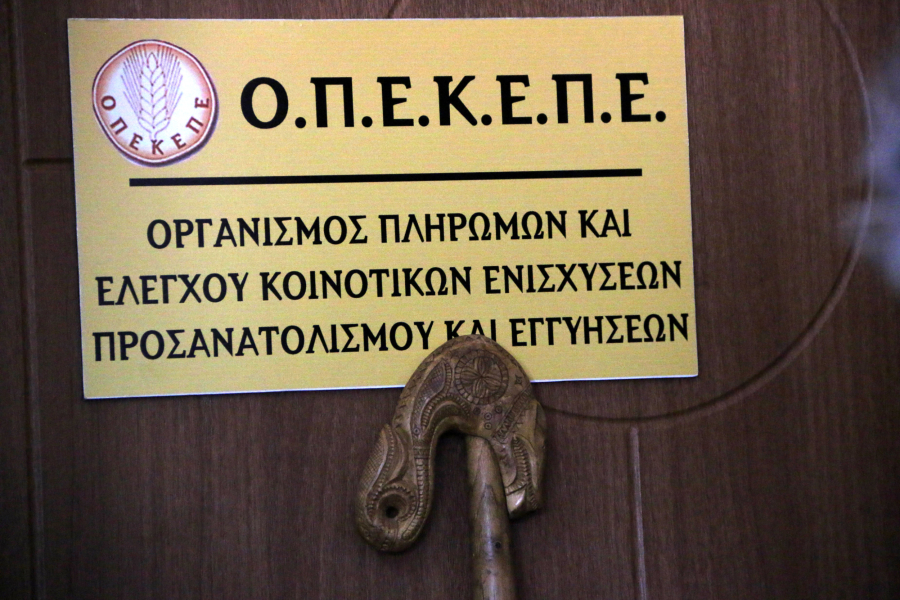 Ο.Π.Ε.Κ.Ε.Π.Ε.
ΟΠΕΚΕΠΕ
ΟΡΓΑΝΙΣΜΟΣ ΠΛΗΡΩΜΩΝ ΚΑΙ
ΕΛΕΓΧΟΥ ΚΟΙΝΟΤΙΚΩΝ ΕΝΙΣΧΥΣΕΩΝ
ΠΡΟΣΑΝΑΤΟΛΙΣΜΟΥ ΚΑΙ ΕΓΓΥΗΣΕΩΝ